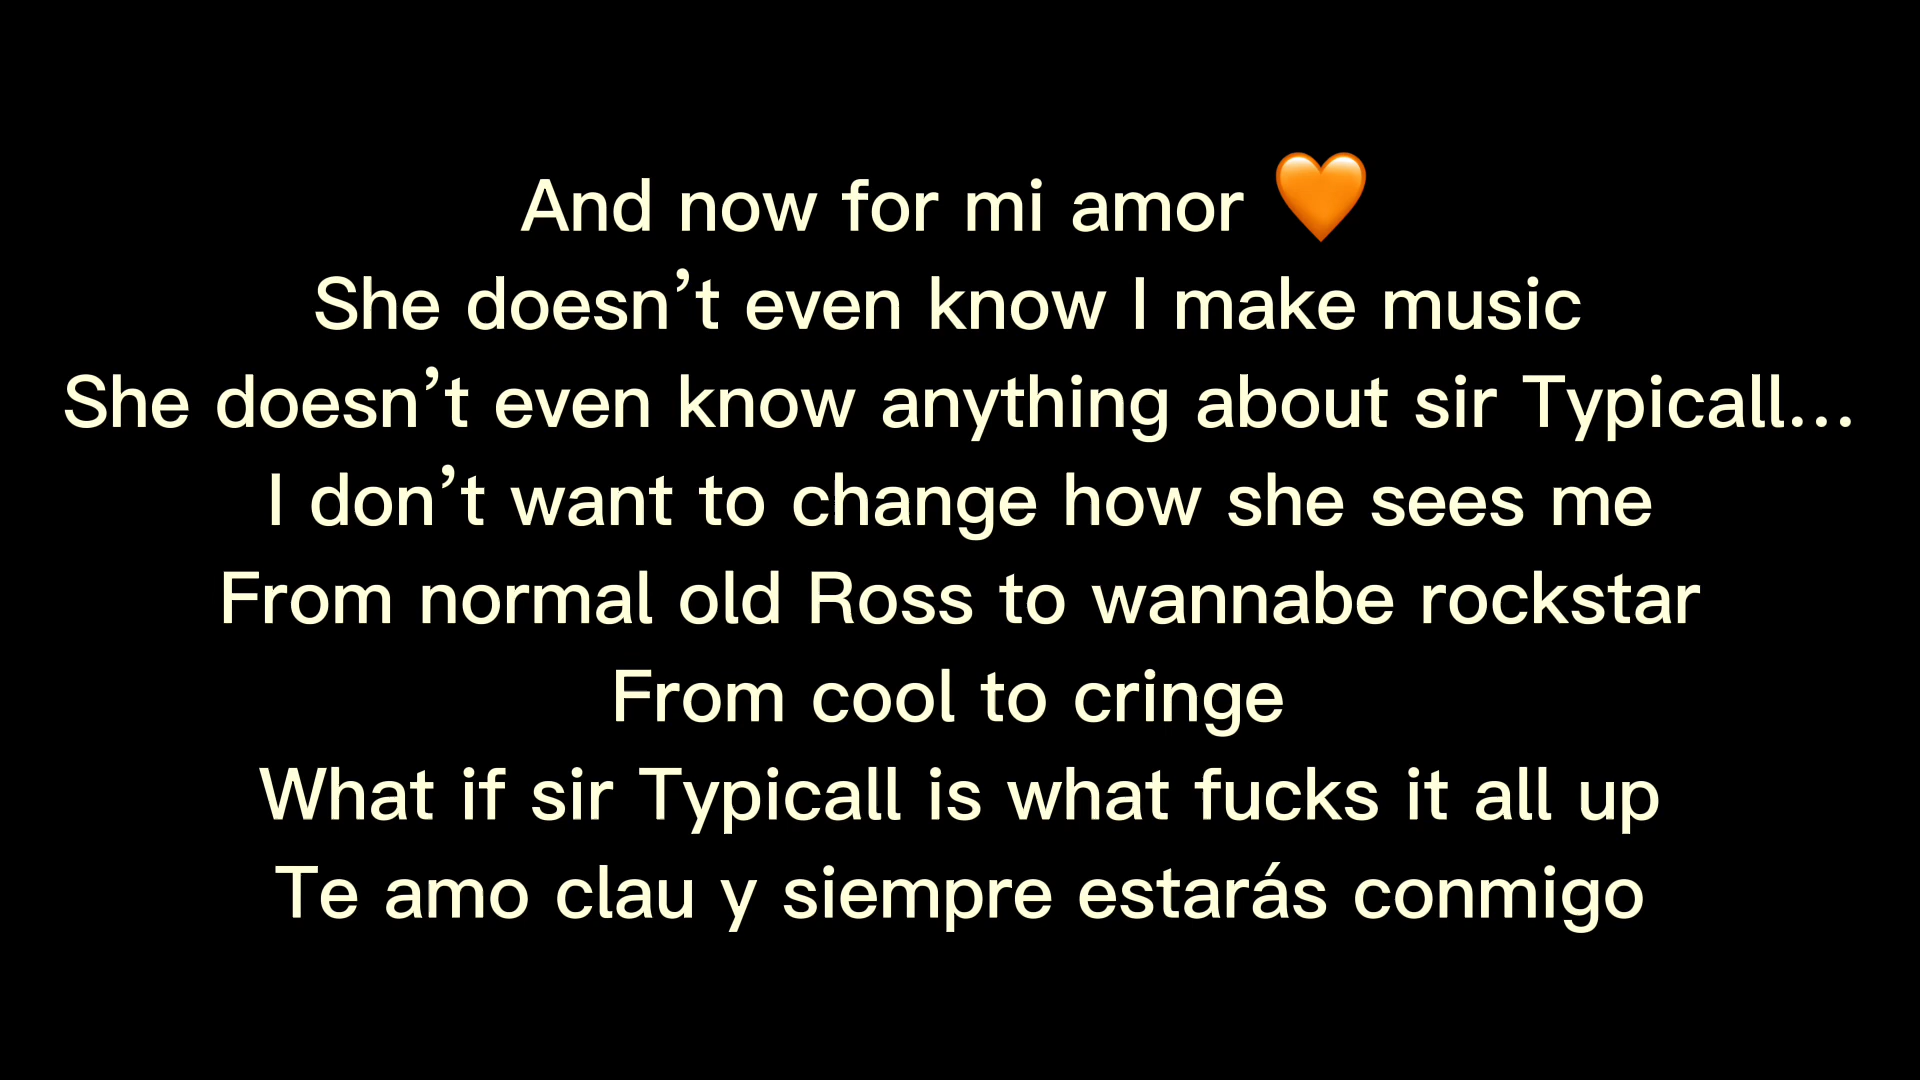 And now for mi amor 🧡
She doesn’t even know I make music
She doesn’t even know anything about sir Typicall...
I don’t want to change how she sees me
From normal old Ross to wannabe rockstar
From cool to cringe
What if sir Typicall is what fucks it all up
Te amo clau y siempre estarás conmigo